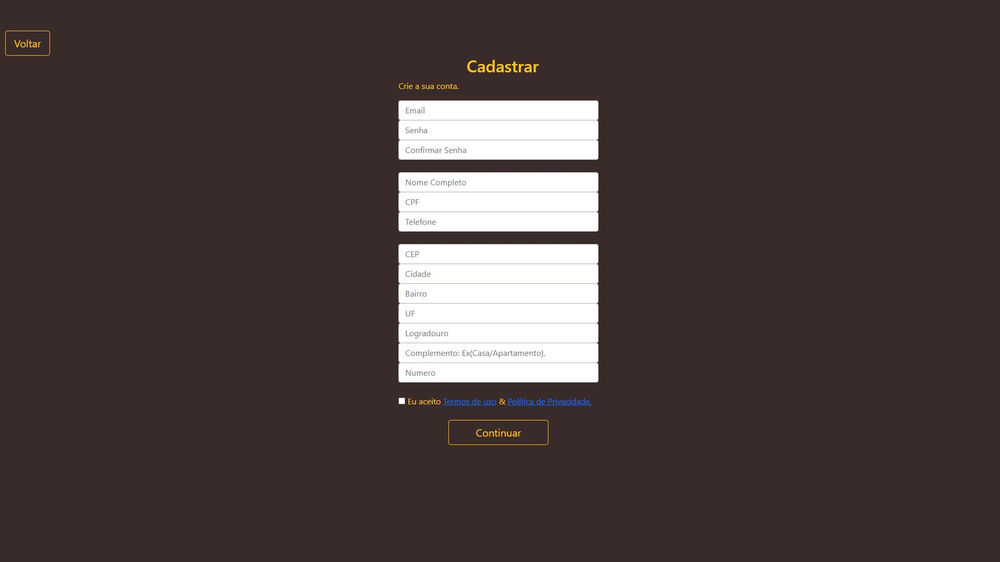 Voltar
Cadastrar
Crie a sua conta.
Email
Senha
Confirmar Senha
Nome Completo
CPF
Telefone
CEP
Cidade
Bairro
UF
Logradouro
Complemento: Ex(Casa/Apartamento).
Numero
Eu aceito Termos de uso & Política de Privacidade.
Continuar